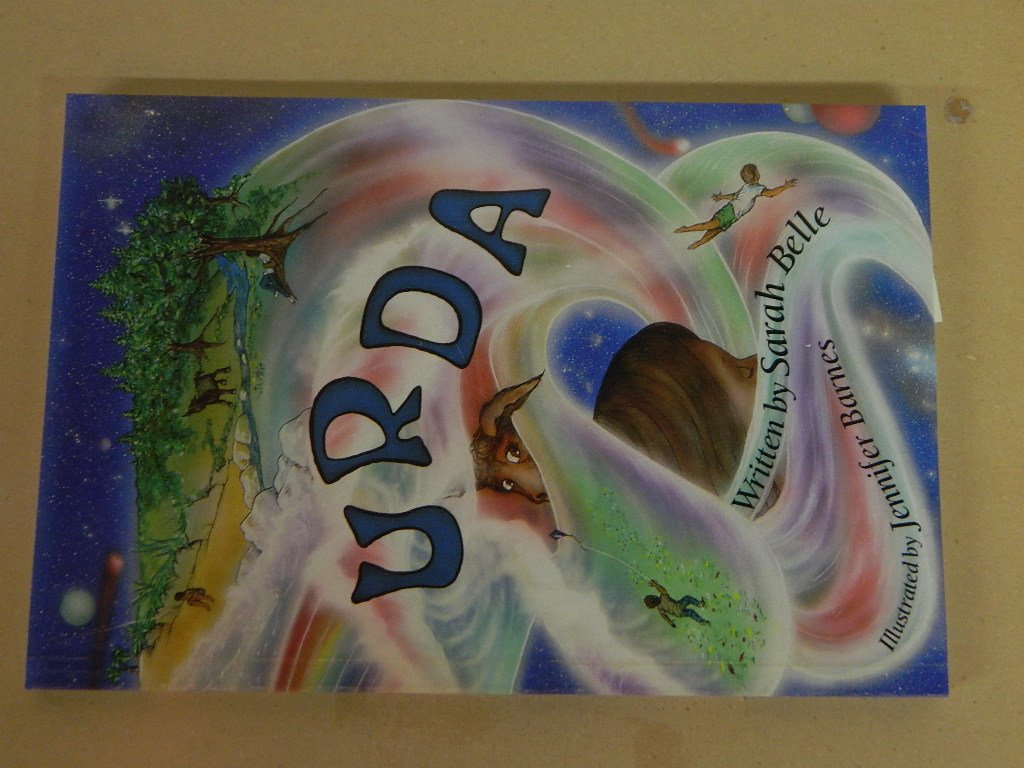 URDA
Written by Sarah Belle
Illustrated by Jennifer Barnes